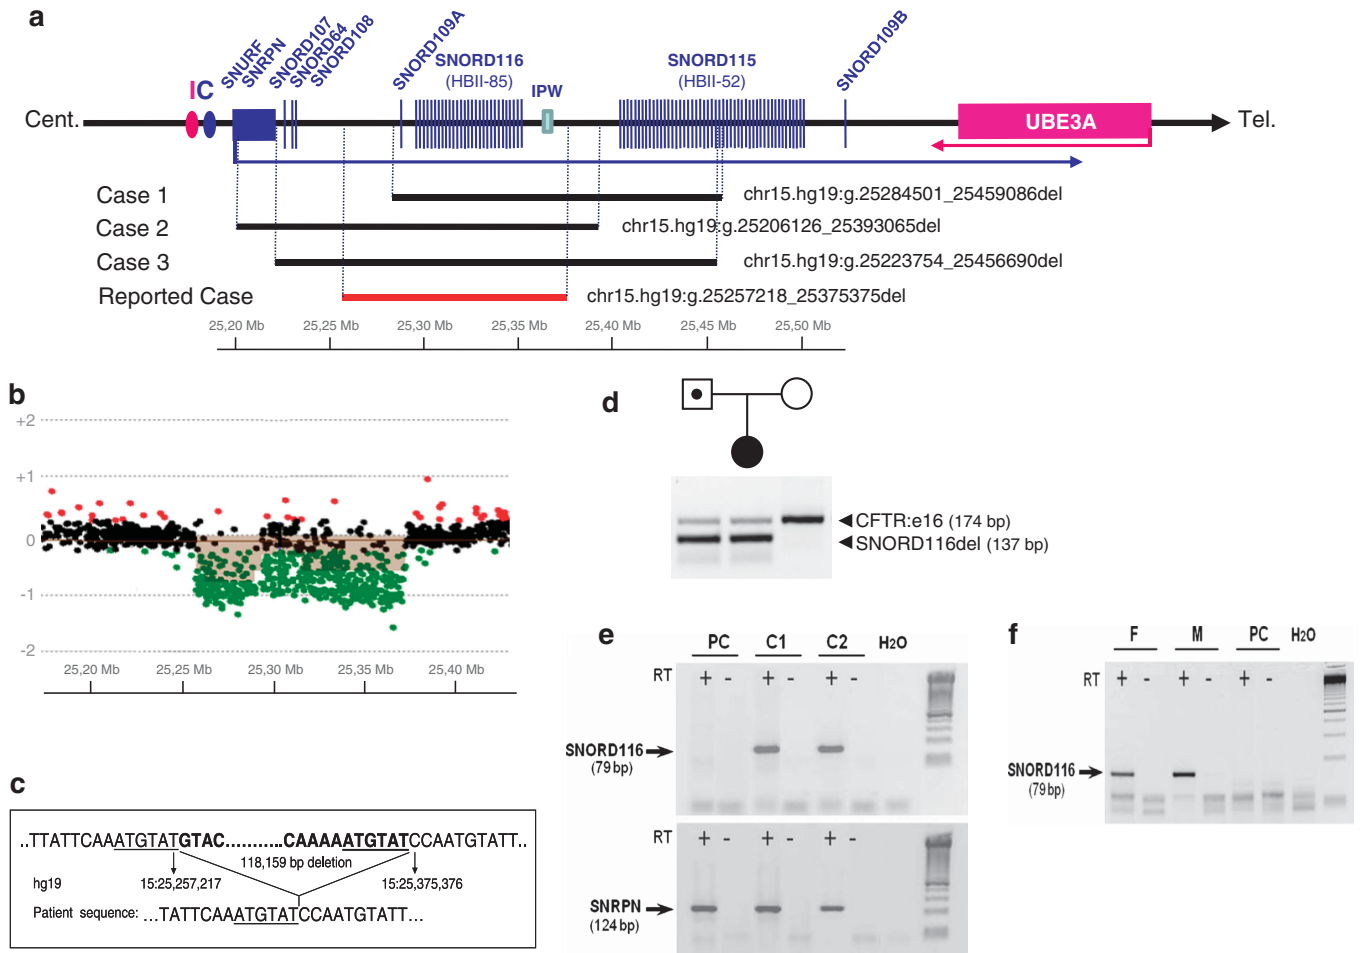 a
SNURF
SNRPN
SNORD107
SNORD64
SNORD108
SNORD109A
SNORD116
(HBII-85)
IPW
SNORD115
(HBII-52)
SNORD109B
IC
Cent.
UBE3A
Tel.
Case 1
chr15.hg19:g.25284501_25459086del
Case 2
chr15.hg19:g.25206126_25393065del
Case 3
chr15.hg19:g.25223754_25456690del
Reported Case
chr15.hg19:g.25257218_25375375del
25,20 Mb 25,25 Mb 25,30 Mb 25,35 Mb 25,40 Mb 25,45 Mb 25,50 Mb
b
+2
+1
0
-1
-2
25,20 Mb 25,25 Mb 25,30 Mb 25,35 Mb 25,40 Mb
c
..TTATTCAAATGTATGTAC...........CAAAAATGTATCCAATGTATT..
118,159 bp deletion
hg19 15:25,257,217 15:25,375,376
Patient sequence: ...TATTCAAATGTATCCAATGTATT...
d
CFTR:e16 (174 bp)
SNORD116del (137 bp)
e
PC C1 C2 H2O
RT + - + - + -
SNORD116
(79 bp)
RT + - + - + -
SNRPN
(124 bp)
f
F M PC H2O
RT + - + - + -
SNORD116
(79 bp)